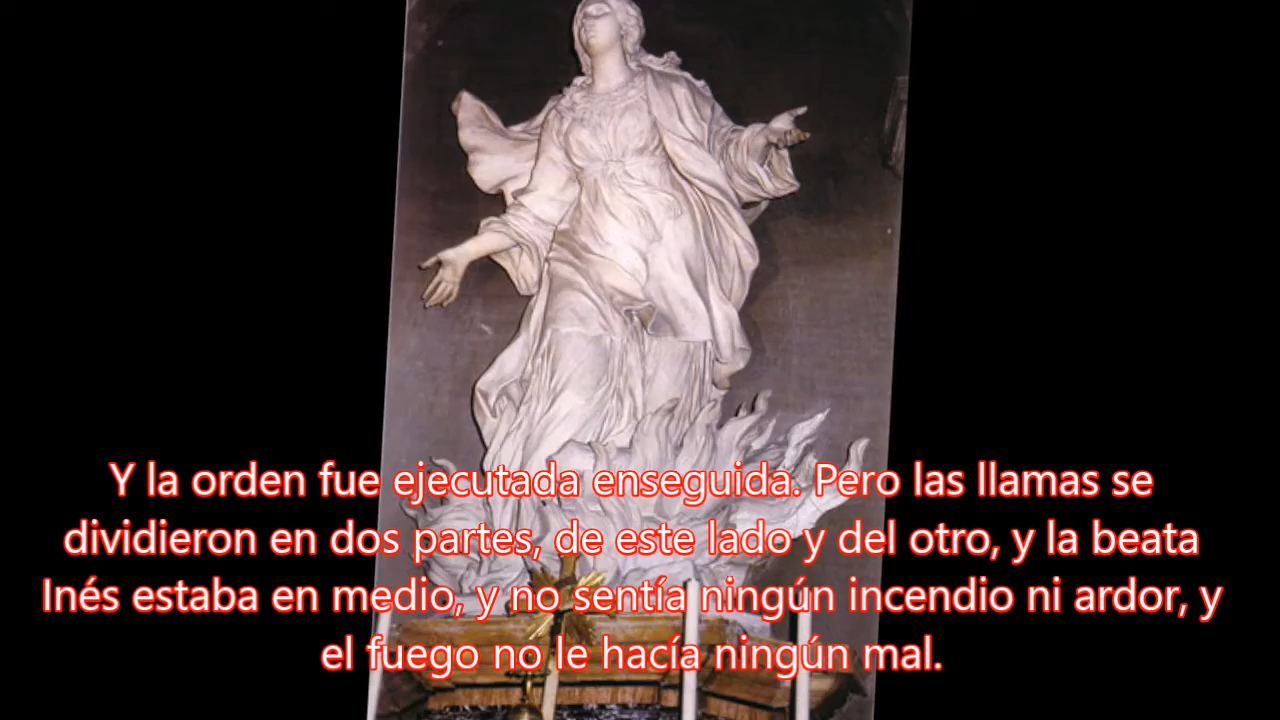 Y la orden fue ejecutada enseguida. Pero las llamas se
dividieron en dos partes, de este lado y del otro, y la beata
Inés estaba en medio, y no sentía ningún incendio ni ardor, y
el fuego no le hacía ningún mal.